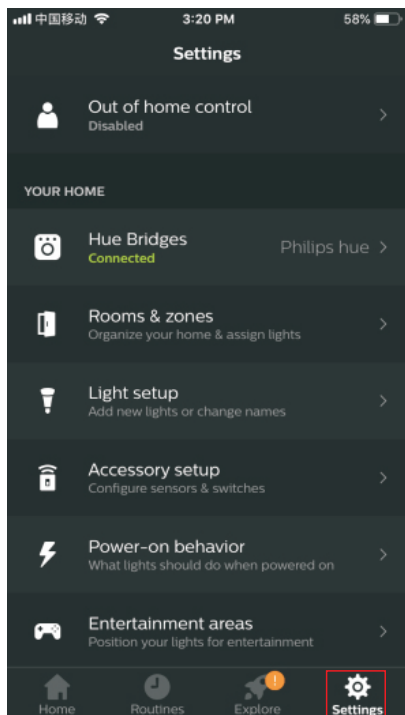 中国移动 3:20 PM 58%
Settings
Out of home control
Disabled
YOUR HOME
Hue Bridges
Connected
Philips hue
Rooms & zones
Organize your home & assign lights
Light setup
Add new lights or change names
Accessory setup
Configure sensors & switches
Power-on behavior
What lights should do when powered on
Entertainment areas
Position your lights for entertainment
!
Home Routines Explore Settings